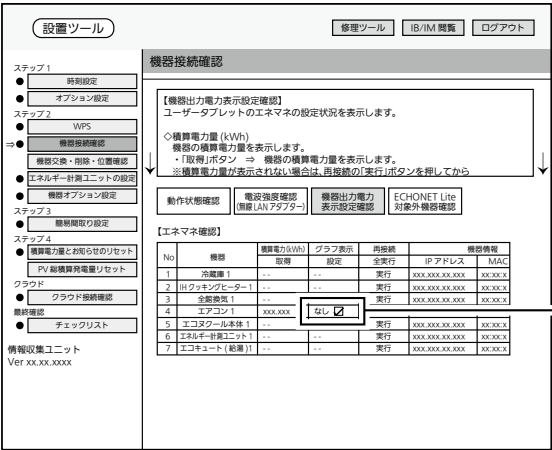 設置ツール
修理ツール
IB/IM 閲覧
ログアウト
ステップ 1
● 時刻設定
● オプション設定
ステップ 2
● WPS
⇒● 機器接続確認
機器交換・削除・位置確認
● エネルギー計測ユニットの設定
● 機器オプション設定
ステップ 3
● 簡易間取り設定
ステップ 4
● 積算電力量とお知らせのリセット
PV 総積算発電量リセット
クラウド
● クラウド接続確認
最終確認
● チェックリスト
情報収集ユニット
Ver xx.xx.xxxx
機器接続確認
【機器出力電力表示設定確認】
ユーザータブレットのエネマネの設定状況を表示します。
◇積算電力量 (kWh)
機器の積算電力量を表示します。
・「取得」ボタン ⇒ 機器の積算電力量を表示します。
※積算電力量が表示されない場合は、再接続の「実行」ボタンを押してから
動作状態確認
電波強度確認
(無線 LAN アダプター)
機器出力電力
表示設定確認
ECHONET Lite
対象外機器確認
【エネマネ確認】
No 機器 積算電力(kWh) グラフ表示 再接続 機器情報
取得 設定 全実行 IP アドレス MAC
1 冷蔵庫 1 - - - - 実行 xxx.xxx.xx.xxx xx:xx:x
2 IH クッキングヒーター 1 - - - - 実行 xxx.xxx.xx.xxx xx:xx:x
3 全館換気 1 - - 実行 xxx.xxx.xx.xxx xx:xx:x
4 エアコン 1 xxx.xxx なし 実行 xxx.xxx.xx.xxx xx:xx:x
5 エコヌクール本体 1 - - 実行 xxx.xxx.xx.xxx xx:xx:x
6 エネルギー計測ユニット 1 - - - - 実行 xxx.xxx.xx.xxx xx:xx:x
7 エコキュート ( 給湯 )1 - - - - 実行 xxx.xxx.xx.xxx xx:xx:x